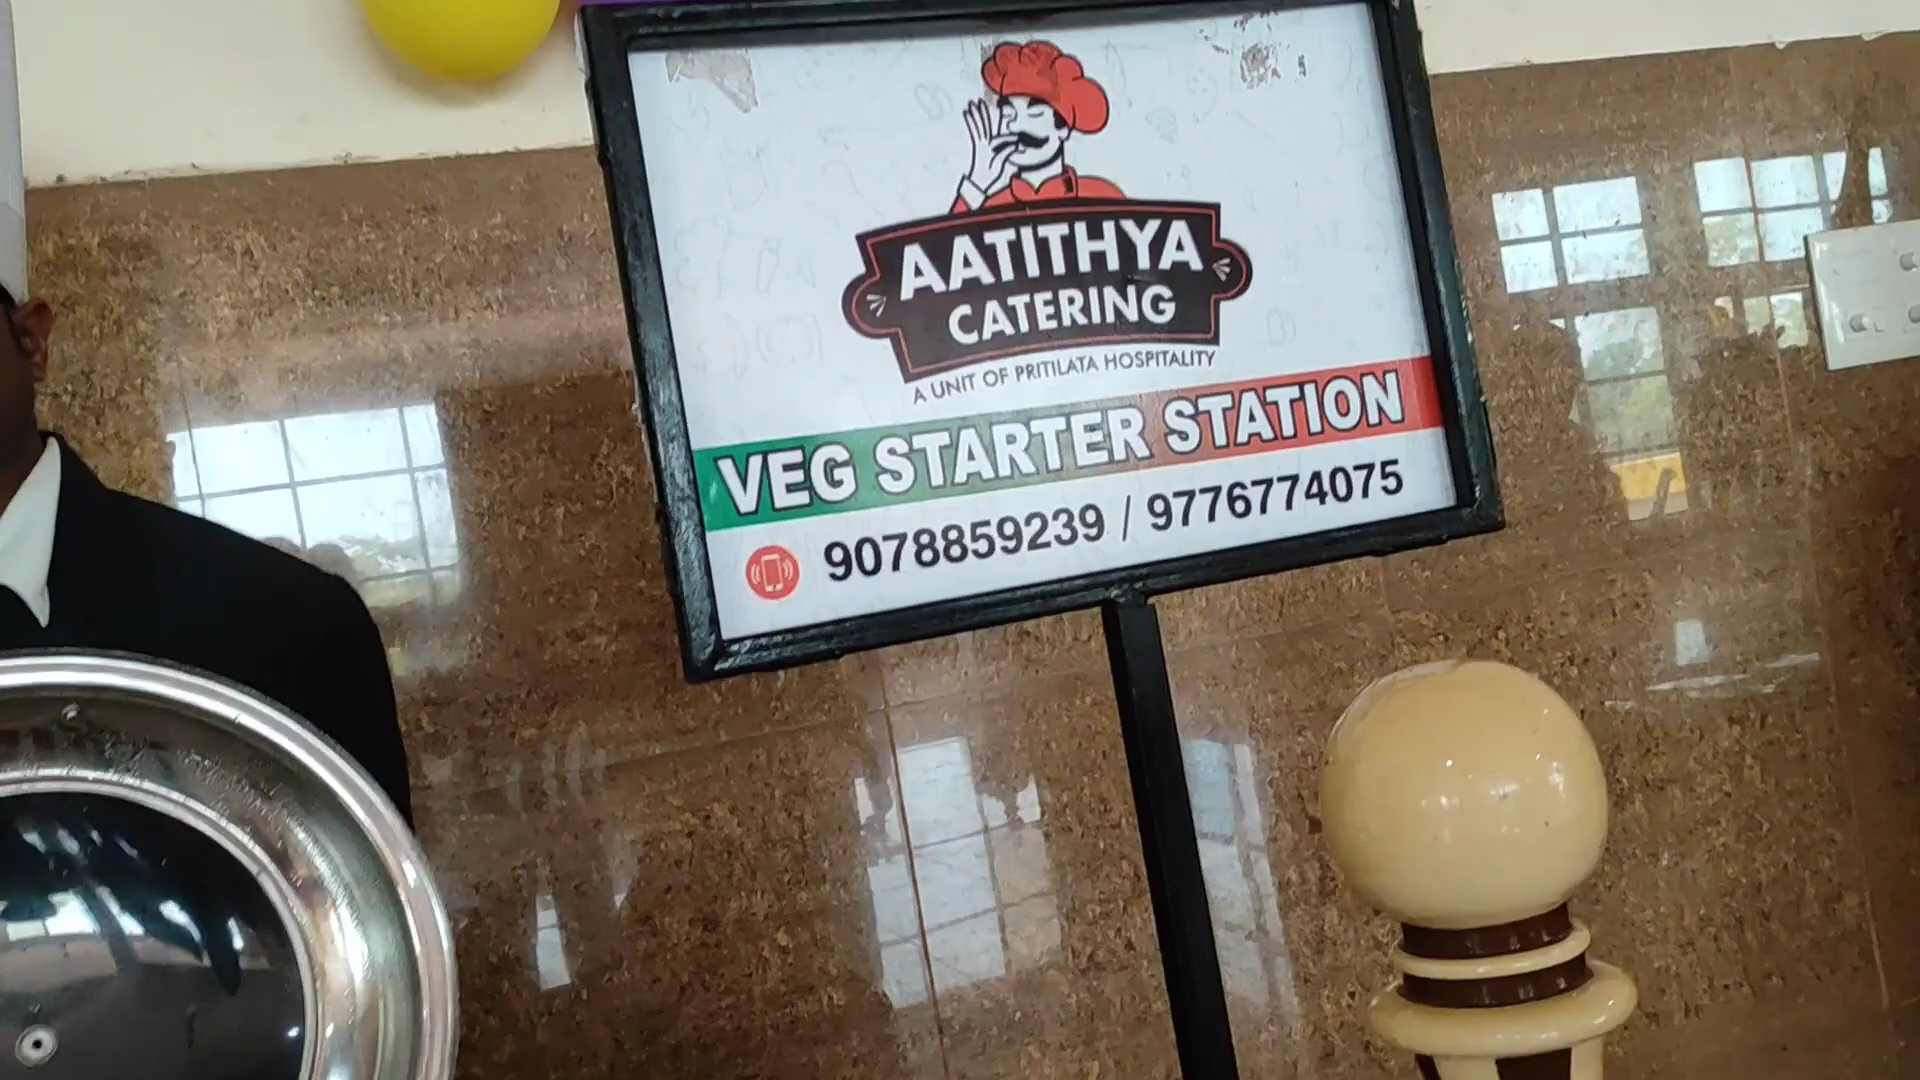 AATITHYA
CATERING
A UNIT OF PRITILATA HOSPITALITY
VEG STARTER STATION
9078859239 / 9776774075